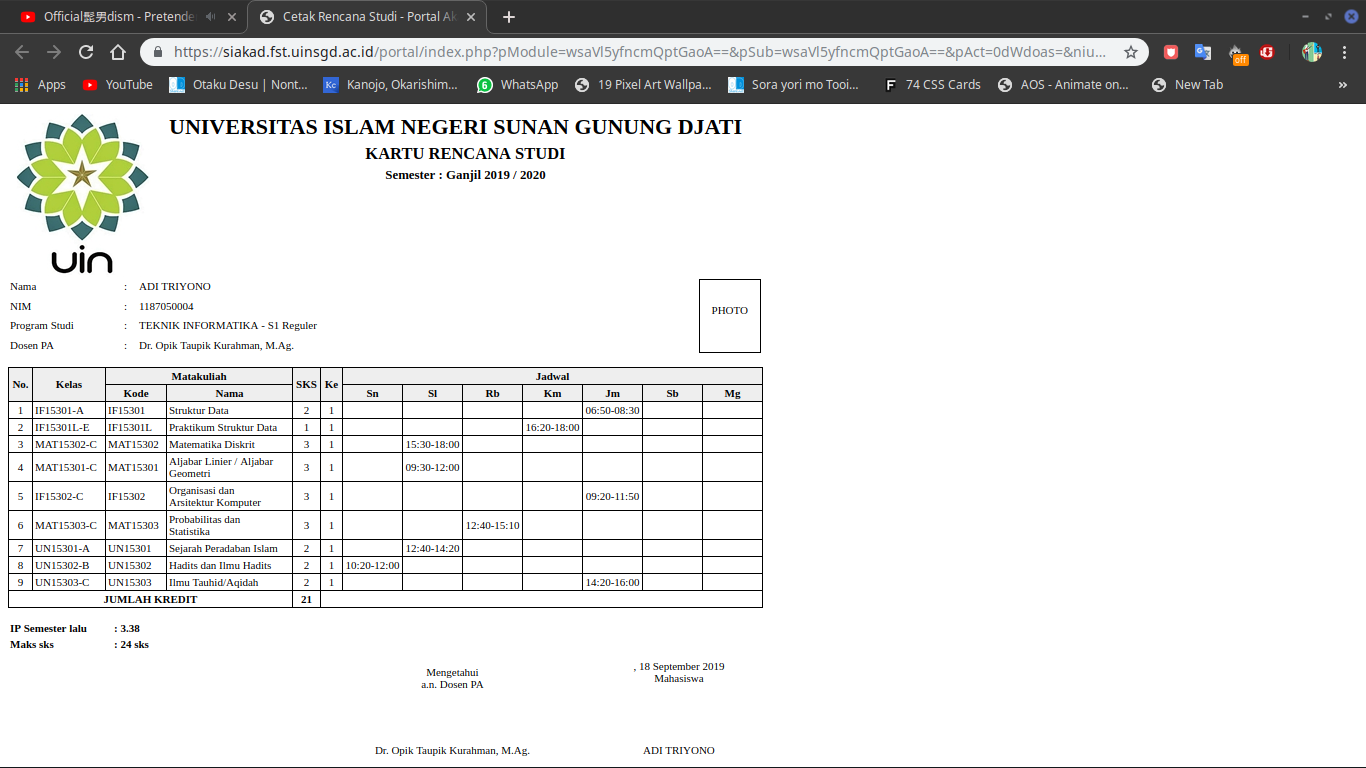 Official髭男dism - Pretende
Cetak Rencana Studi - Portal Ak
https://siakad.fst.uinsgd.ac.id/portal/index.php?pModule=wsaVl5yfncmQptGaoA==&pSub=wsaVl5yfncmQptGaoA==&pAct=0dWdoas=&niu...
off
Apps YouTube Otaku Desu | Nont... Kc Kanojo, Okarishim... 6 WhatsApp 19 Pixel Art Wallpa... Sora yori mo Tooi... F 74 CSS Cards AOS - Animate on... New Tab »
UNIVERSITAS ISLAM NEGERI SUNAN GUNUNG DJATI
KARTU RENCANA STUDI
Semester : Ganjil 2019 / 2020
uin
Nama : ADI TRIYONO
NIM : 1187050004
Program Studi : TEKNIK INFORMATIKA - S1 Reguler
Dosen PA : Dr. Opik Taupik Kurahman, M.Ag.
PHOTO
No. Kelas Matakuliah SKS Ke Jadwal
Kode Nama Sn Sl Rb Km Jm Sb Mg
1 IF15301-A IF15301 Struktur Data 2 1 06:50-08:30
2 IF15301L-E IF15301L Praktikum Struktur Data 1 1 16:20-18:00
3 MAT15302-C MAT15302 Matematika Diskrit 3 1 15:30-18:00
4 MAT15301-C MAT15301 Aljabar Linier / Aljabar Geometri 3 1 09:30-12:00
5 IF15302-C IF15302 Organisasi dan Arsitektur Komputer 3 1 09:20-11:50
6 MAT15303-C MAT15303 Probabilitas dan Statistika 3 1 12:40-15:10
7 UN15301-A UN15301 Sejarah Peradaban Islam 2 1 12:40-14:20
8 UN15302-B UN15302 Hadits dan Ilmu Hadits 2 1 10:20-12:00
9 UN15303-C UN15303 Ilmu Tauhid/Aqidah 2 1 14:20-16:00
JUMLAH KREDIT 21
IP Semester lalu : 3.38
Maks sks : 24 sks
, 18 September 2019
Mengetahui
Mahasiswa
a.n. Dosen PA
Dr. Opik Taupik Kurahman, M.Ag. ADI TRIYONO